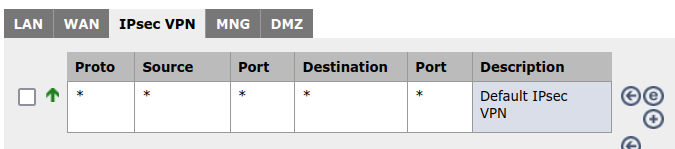 LAN WAN IPsec VPN MNG DMZ
Proto Source Port Destination Port Description
* * * * * Default IPsec
VPN
e